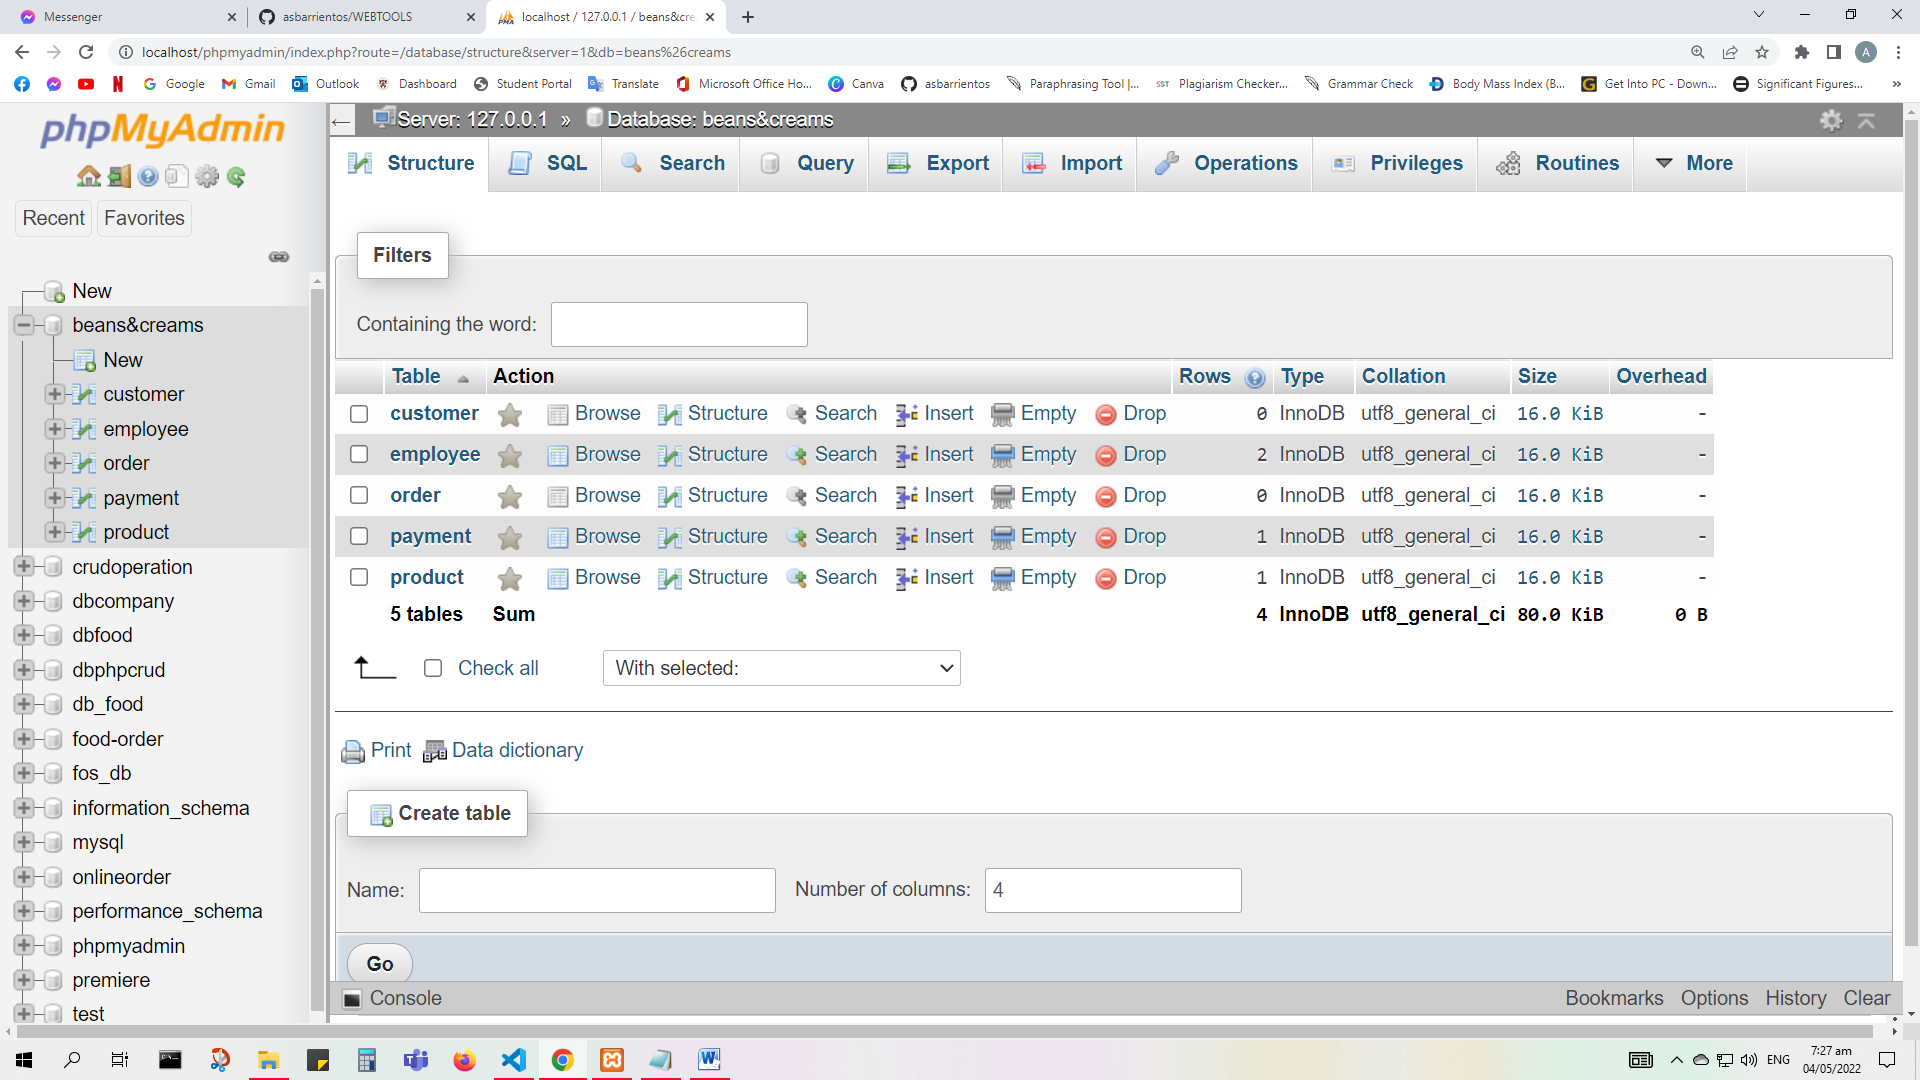 Messenger
asbarrientos/WEBTOOLS
localhost / 127.0.0.1 / beans&cre
localhost/phpmyadmin/index.php?route=/database/structure&server=1&db=beans%26creams
A
Google Gmail Outlook Dashboard Student Portal Translate Microsoft Office Ho... Canva asbarrientos Paraphrasing Tool |... SST Plagiarism Checker... Grammar Check Body Mass Index (B... Get Into PC - Down... Significant Figures... »
phpMyAdmin
Recent Favorites
New
beans&creams
New
customer
employee
order
payment
product
crudoperation
dbcompany
dbfood
dbphpcrud
db_food
food-order
fos_db
information_schema
mysql
onlineorder
performance_schema
phpmyadmin
premiere
test
Server: 127.0.0.1 » Database: beans&creams
Structure SQL Search Query Export Import Operations Privileges Routines More
Filters
Containing the word:
Table Action Rows Type Collation Size Overhead
customer Browse Structure Search Insert Empty Drop 0 InnoDB utf8_general_ci 16.0 KiB -
employee Browse Structure Search Insert Empty Drop 2 InnoDB utf8_general_ci 16.0 KiB -
order Browse Structure Search Insert Empty Drop 0 InnoDB utf8_general_ci 16.0 KiB -
payment Browse Structure Search Insert Empty Drop 1 InnoDB utf8_general_ci 16.0 KiB -
product Browse Structure Search Insert Empty Drop 1 InnoDB utf8_general_ci 16.0 KiB -
5 tables Sum 4 InnoDB utf8_general_ci 80.0 KiB 0 B
Check all With selected:
Print Data dictionary
Create table
Name: Number of columns: 4
Go
Console Bookmarks Options History Clear
ENG
7:27 am
04/05/2022